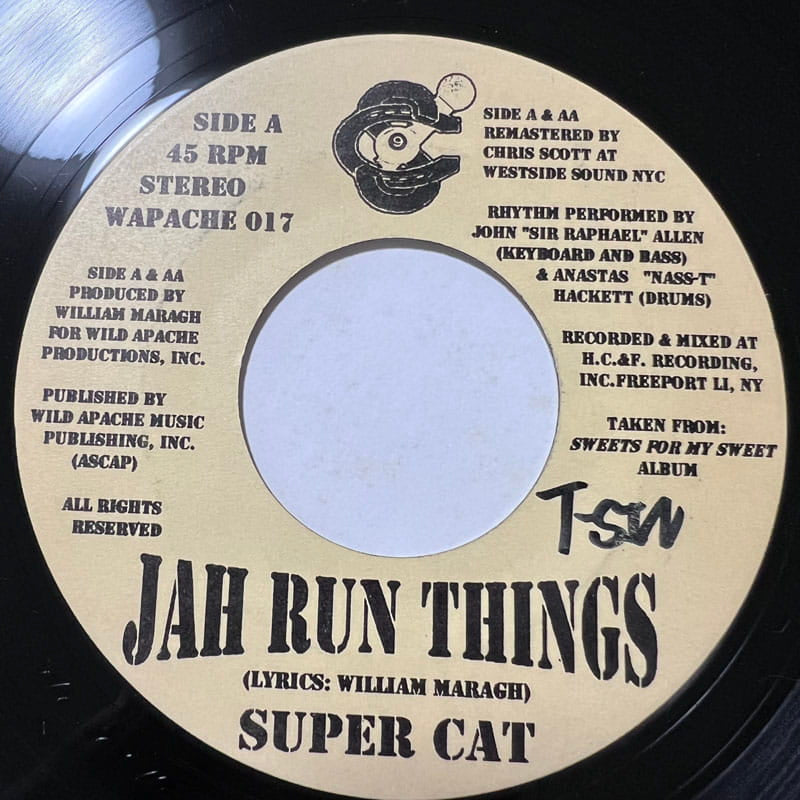 SIDE A
45 RPM
STEREO
WAPACHE 017
9
SIDE A & AA
REMASTERED BY
CHRIS SCOTT AT
WESTSIDE SOUND NYC
RHYTHM PERFORMED BY
JOHN "SIR RAPHAEL" ALLEN
(KEYBOARD AND BASS)
& ANASTAS "NASS-T"
HACKETT (DRUMS)
SIDE A & AA
PRODUCED BY
WILLIAM MARAGH
FOR WILD APACHE
PRODUCTIONS, INC.
RECORDED & MIXED AT
H.C.&F. RECORDING,
INC.FREEPORT LI, NY
PUBLISHED BY
WILD APACHE MUSIC
PUBLISHING, INC.
(ASCAP)
TAKEN FROM:
SWEETS FOR MY SWEET
ALBUM
ALL RIGHTS
RESERVED
T-SW
JAH RUN THINGS
(LYRICS: WILLIAM MARAGH)
SUPER CAT